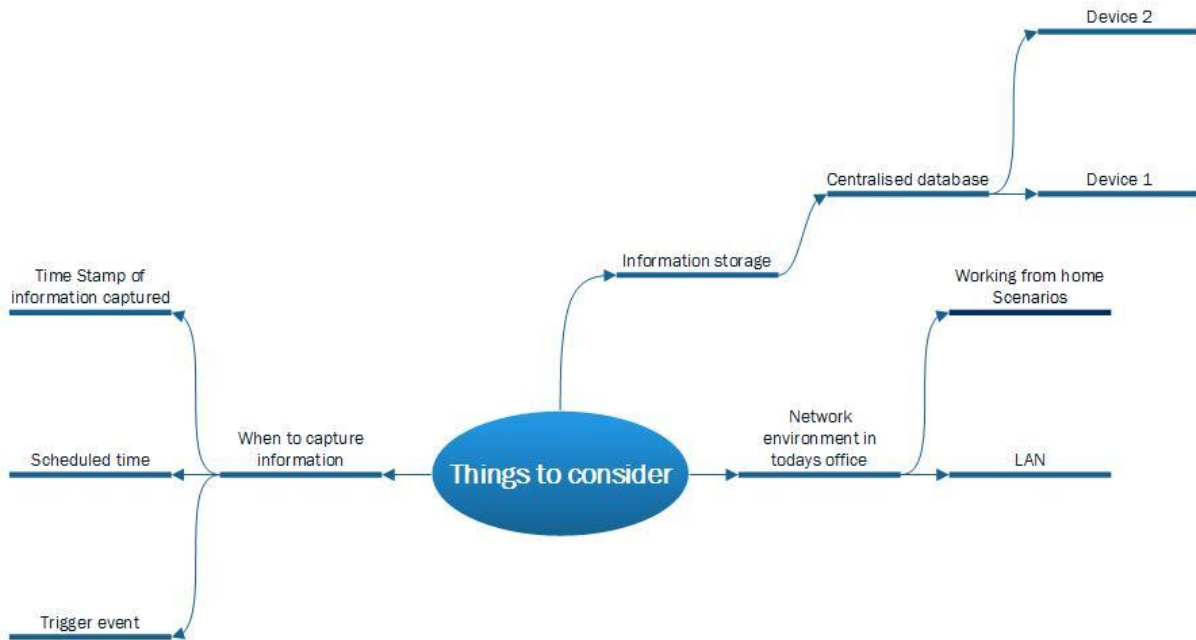 Device 2
Centralised database
Device 1
Information storage
Time Stamp of
information captured
Working from home
Scenarios
When to capture
information
Scheduled time
Things to consider
Network
environment in
todays office
LAN
Trigger event